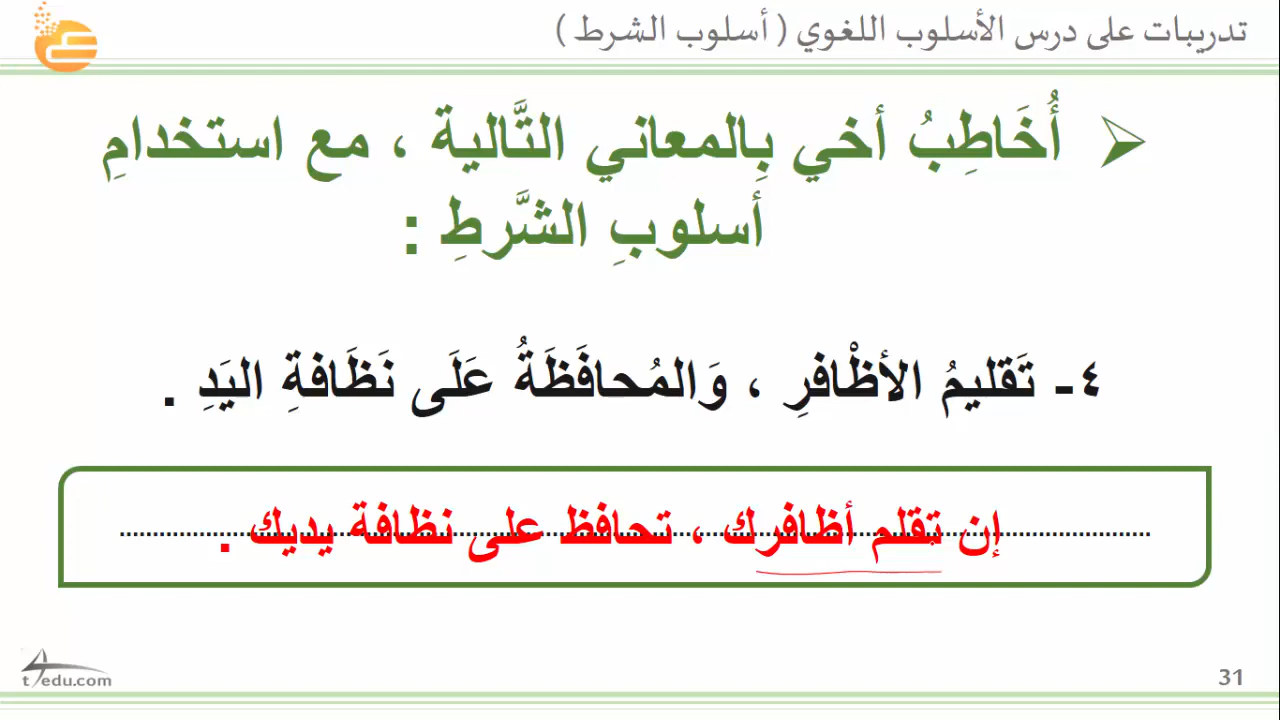 تدريبات على درس الأسلوب اللغوي ( أسلوب الشرط )
أُخَاطِبُ أخي بِالمعاني التَّالية ، مع استخدامِ
أسلوبِ الشَّرطِ :
٤- تَقليمُ الأظْافرِ ، وَالمُحافَظَةُ عَلَى نَظَافةِ اليَدِ .
إن تقلم أظافرك ، تحافظ على نظافة يديك .
t4edu.com
31